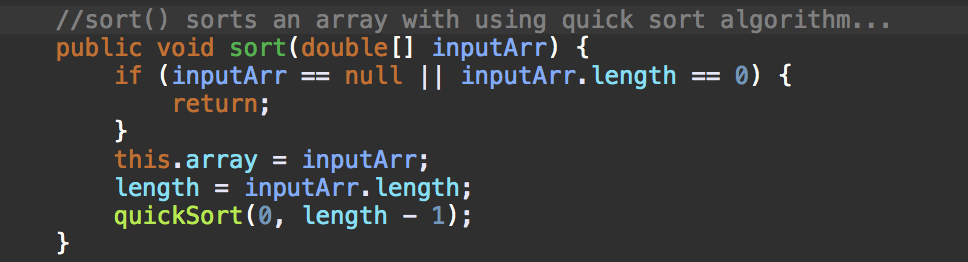 //sort() sorts an array with using quick sort algorithm...
public void sort(double[] inputArr) {
if (inputArr == null || inputArr.length == 0) {
return;
}
this.array = inputArr;
length = inputArr.length;
quickSort(0, length - 1);
}